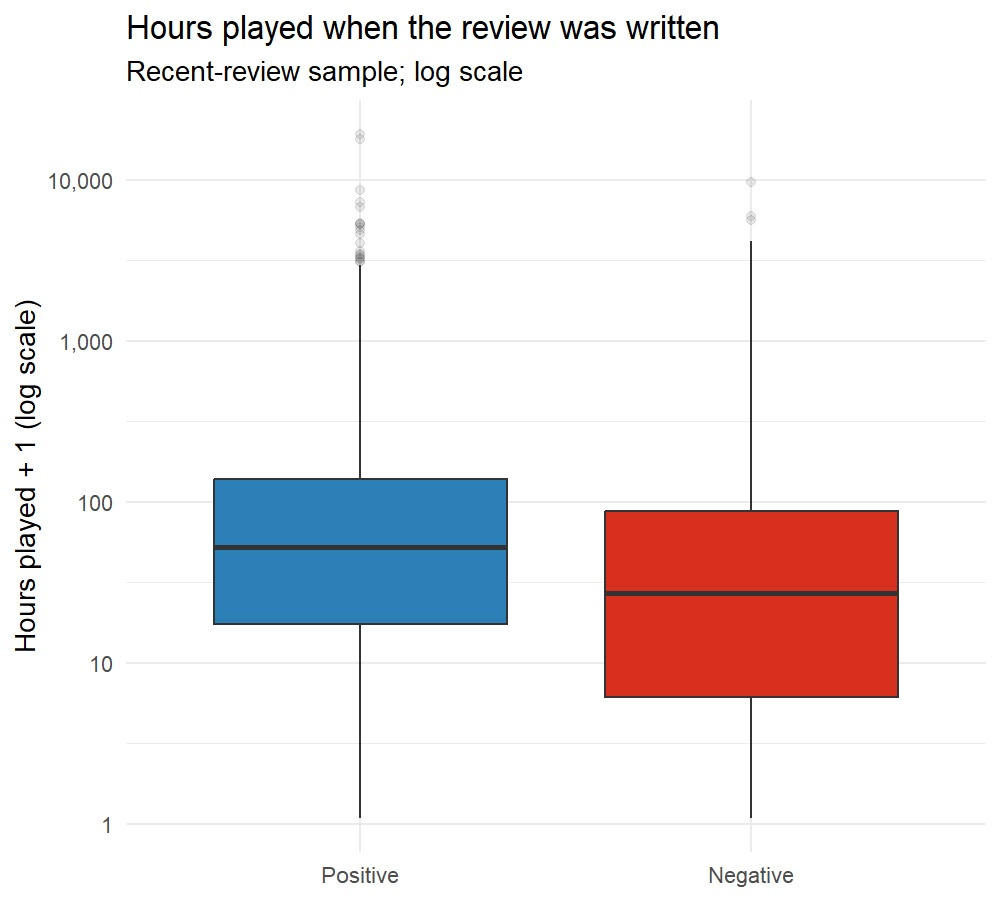 Hours played when the review was written
Recent-review sample; log scale
Hours played + 1 (log scale)
10,000
1,000
100
10
1
Positive
Negative